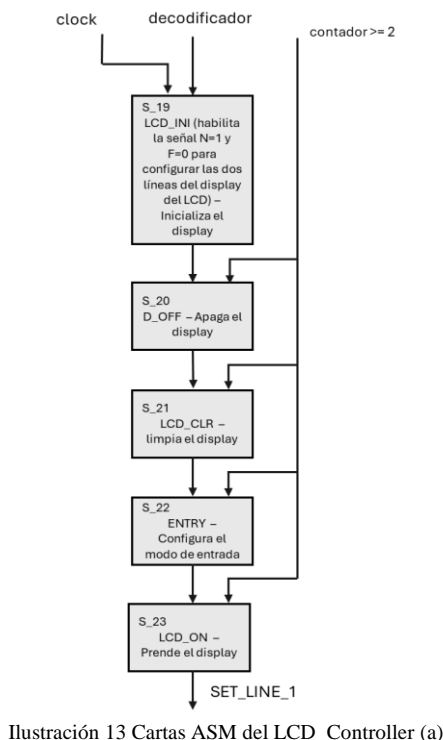 clock
decodificador
contador >= 2
S_19
LCD_INI (habilita
la señal N=1 y
F=0 para
configurar las dos
líneas del display
del LCD) –
Inicializa el
display
S_20
D_OFF – Apaga el
display
S_21
LCD_CLR –
limpia el display
S_22
ENTRY –
Configura el
modo de entrada
S_23
LCD_ON –
Prende el display
SET_LINE_1
Ilustración 13 Cartas ASM del LCD_Controller (a)